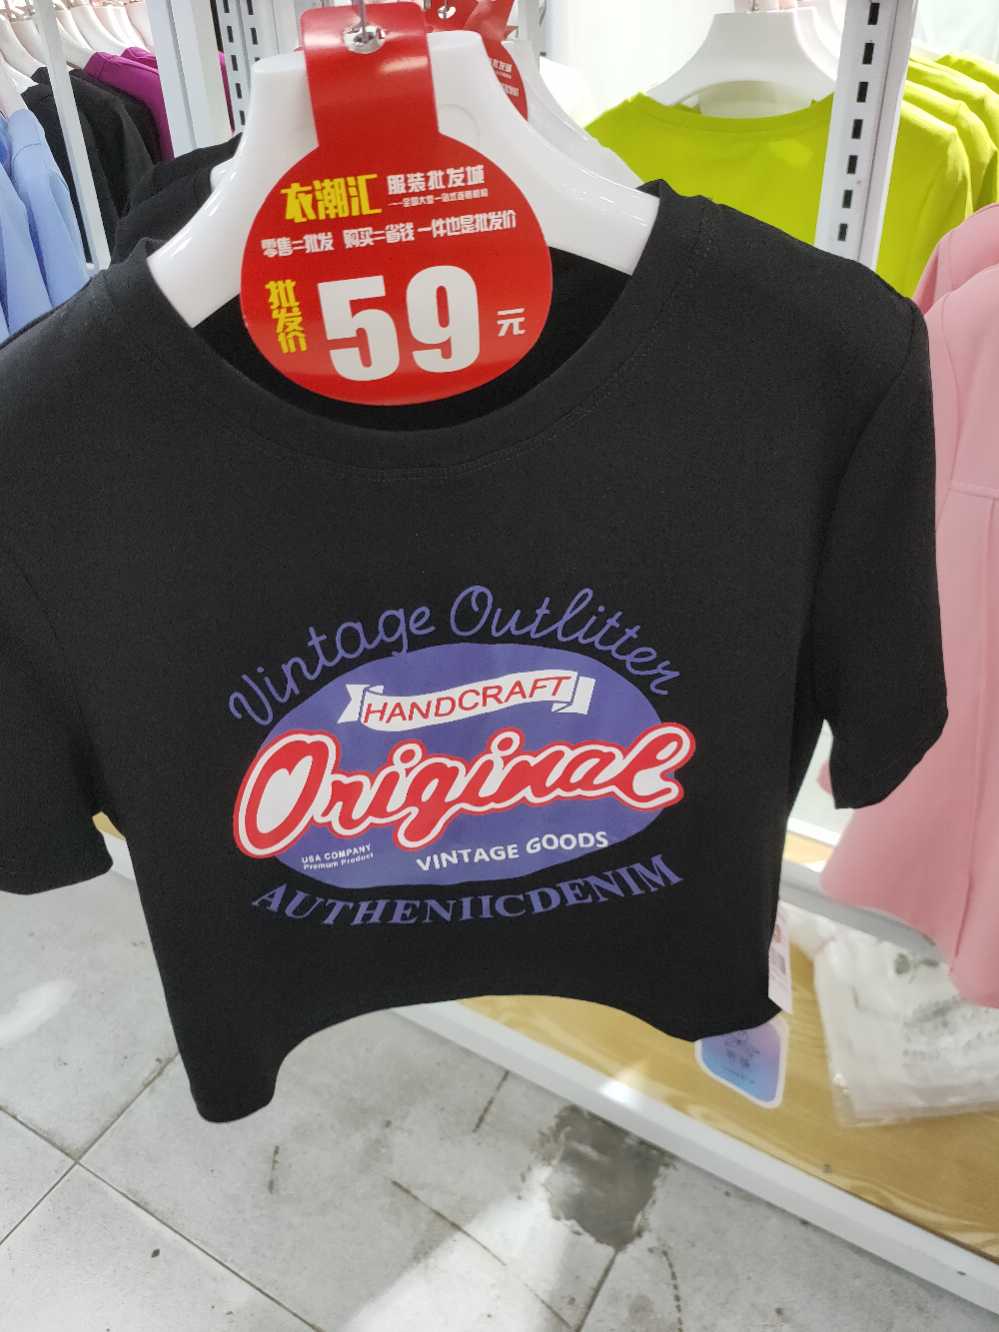 衣潮汇 服装批发城
零售=批发 购买=省钱 一件也是批发价
批发价 59 元
Vintage Outlitter
HANDCRAFT
Original
USA COMPANY
Premium Product
VINTAGE GOODS
AUTHENIICDENIM